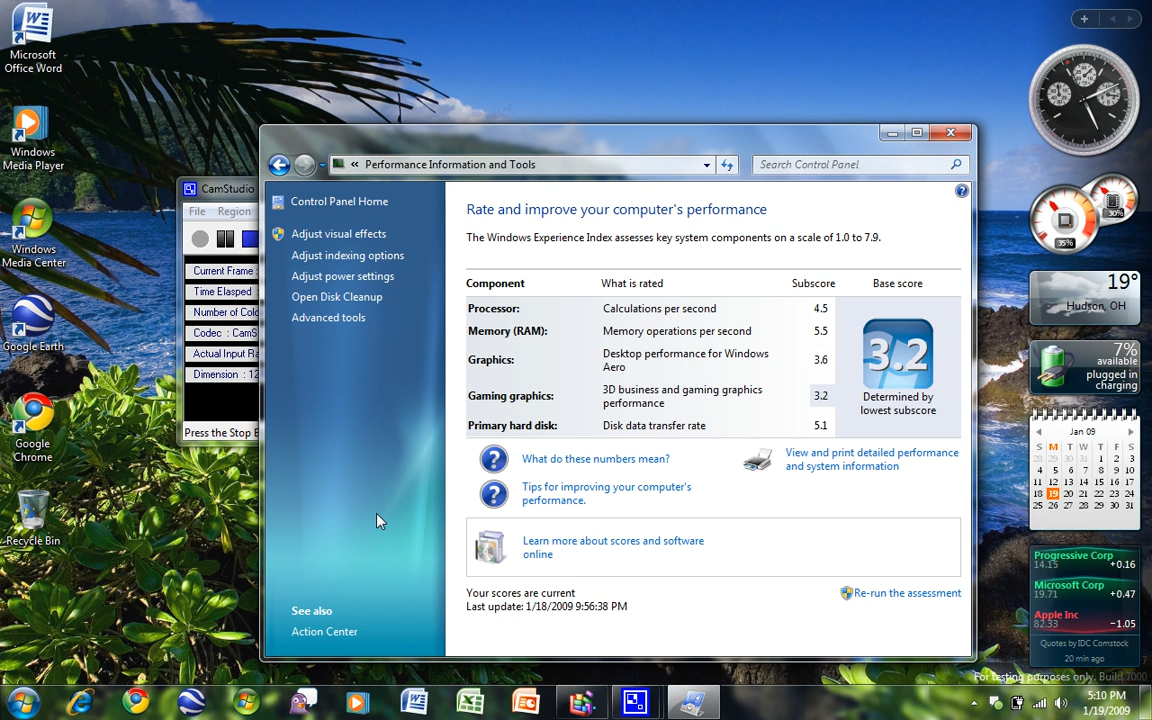 Microsoft
Office Word
Windows
Media Player
Windows
Media Center
Google Earth
Google
Chrome
Recycle Bin
CamStudio
File Region
Current Frame :
Time Elasped :
Number of Colo
Codec : CamS
Actual Input Ra
Dimension : 12
Press the Stop B
Performance Information and Tools
Search Control Panel
Control Panel Home
Adjust visual effects
Adjust indexing options
Adjust power settings
Open Disk Cleanup
Advanced tools
See also
Action Center
Rate and improve your computer's performance
The Windows Experience Index assesses key system components on a scale of 1.0 to 7.9.
Component What is rated Subscore Base score
Processor: Calculations per second 4.5
Memory (RAM): Memory operations per second 5.5
Graphics: Desktop performance for Windows Aero 3.6
Gaming graphics: 3D business and gaming graphics performance 3.2
Primary hard disk: Disk data transfer rate 5.1
3.2
Determined by
lowest subscore
What do these numbers mean?
Tips for improving your computer's
performance.
View and print detailed performance
and system information
Learn more about scores and software
online
Your scores are current
Last update: 1/18/2009 9:56:38 PM
Re-run the assessment
30%
35%
19°
Hudson, OH
7%
available
plugged in
charging
Jan 09
S M T W T F S
28 29 30 31 1 2 3
4 5 6 7 8 9 10
11 12 13 14 15 16 17
18 19 20 21 22 23 24
25 26 27 28 29 30 31
Progressive Corp
14.15 +0.16
Microsoft Corp
19.71 +0.47
Apple Inc
82.33 -1.05
Quotes by IDC Comstock
20 min ago
For testing purposes only. Build 7000
5:10 PM
1/19/2009